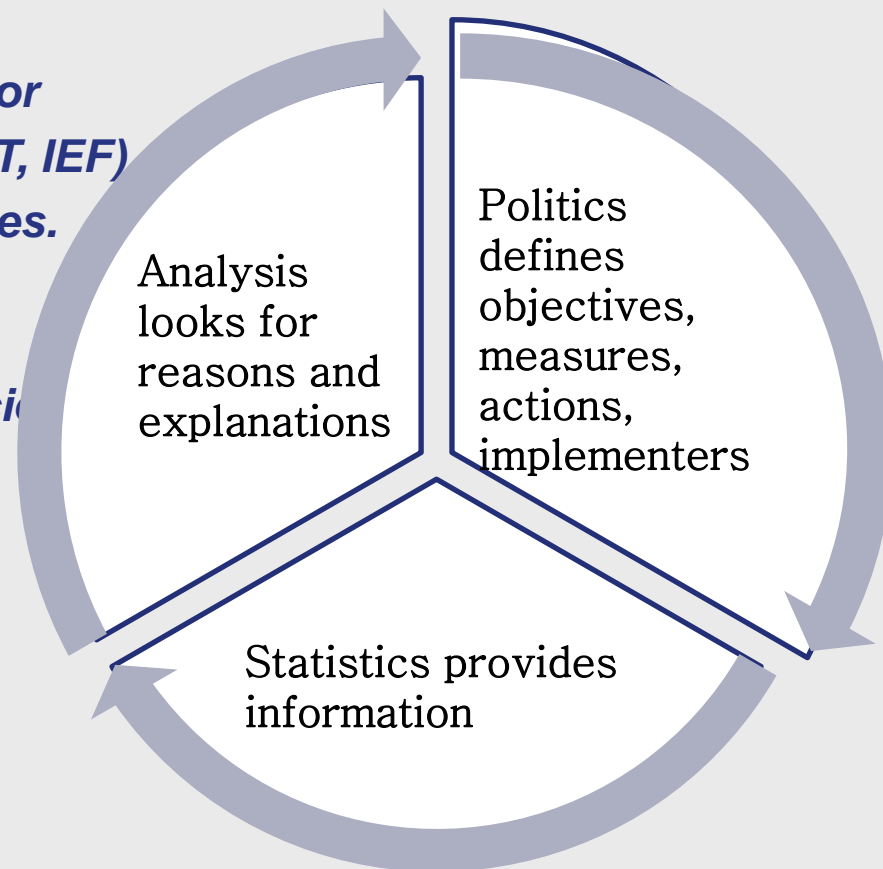 or
T, IEF)
es.
Analysis
looks for
reasons and
explanations
Politics
defines
objectives,
measures,
actions,
implementers
Statistics provides
information